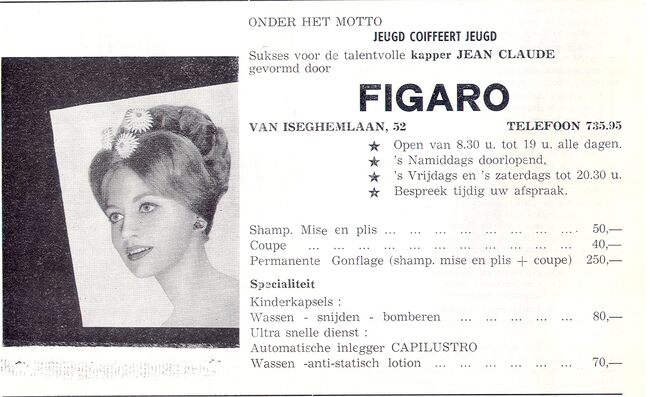 ONDER HET MOTTO
JEUGD COIFFEERT JEUGD
Sukses voor de talentvolle kapper JEAN CLAUDE
gevormd door
FIGARO
VAN ISEGHEMLAAN, 52 TELEFOON 735.95
★ Open van 8.30 u. tot 19 u. alle dagen.
★ 's Namiddags doorlopend,
★ 's Vrijdags en 's zaterdags tot 20.30 u.
★ Bespreek tijdig uw afspraak.
Shamp. Mise en plis ... ... ... ... ... ... ... 50,—
Coupe ... ... ... ... ... ... ... ... ... ... 40,—
Permanente Gonflage (shamp. mise en plis + coupe) 250,—
Specialiteit
Kinderkapsels :
Wassen - snijden - bomberen ... ... ... ... ... 80,—
Ultra snelle dienst :
Automatische inlegger CAPILUSTRO
Wassen -anti-statisch lotion ... ... ... ... ... ... 70,—